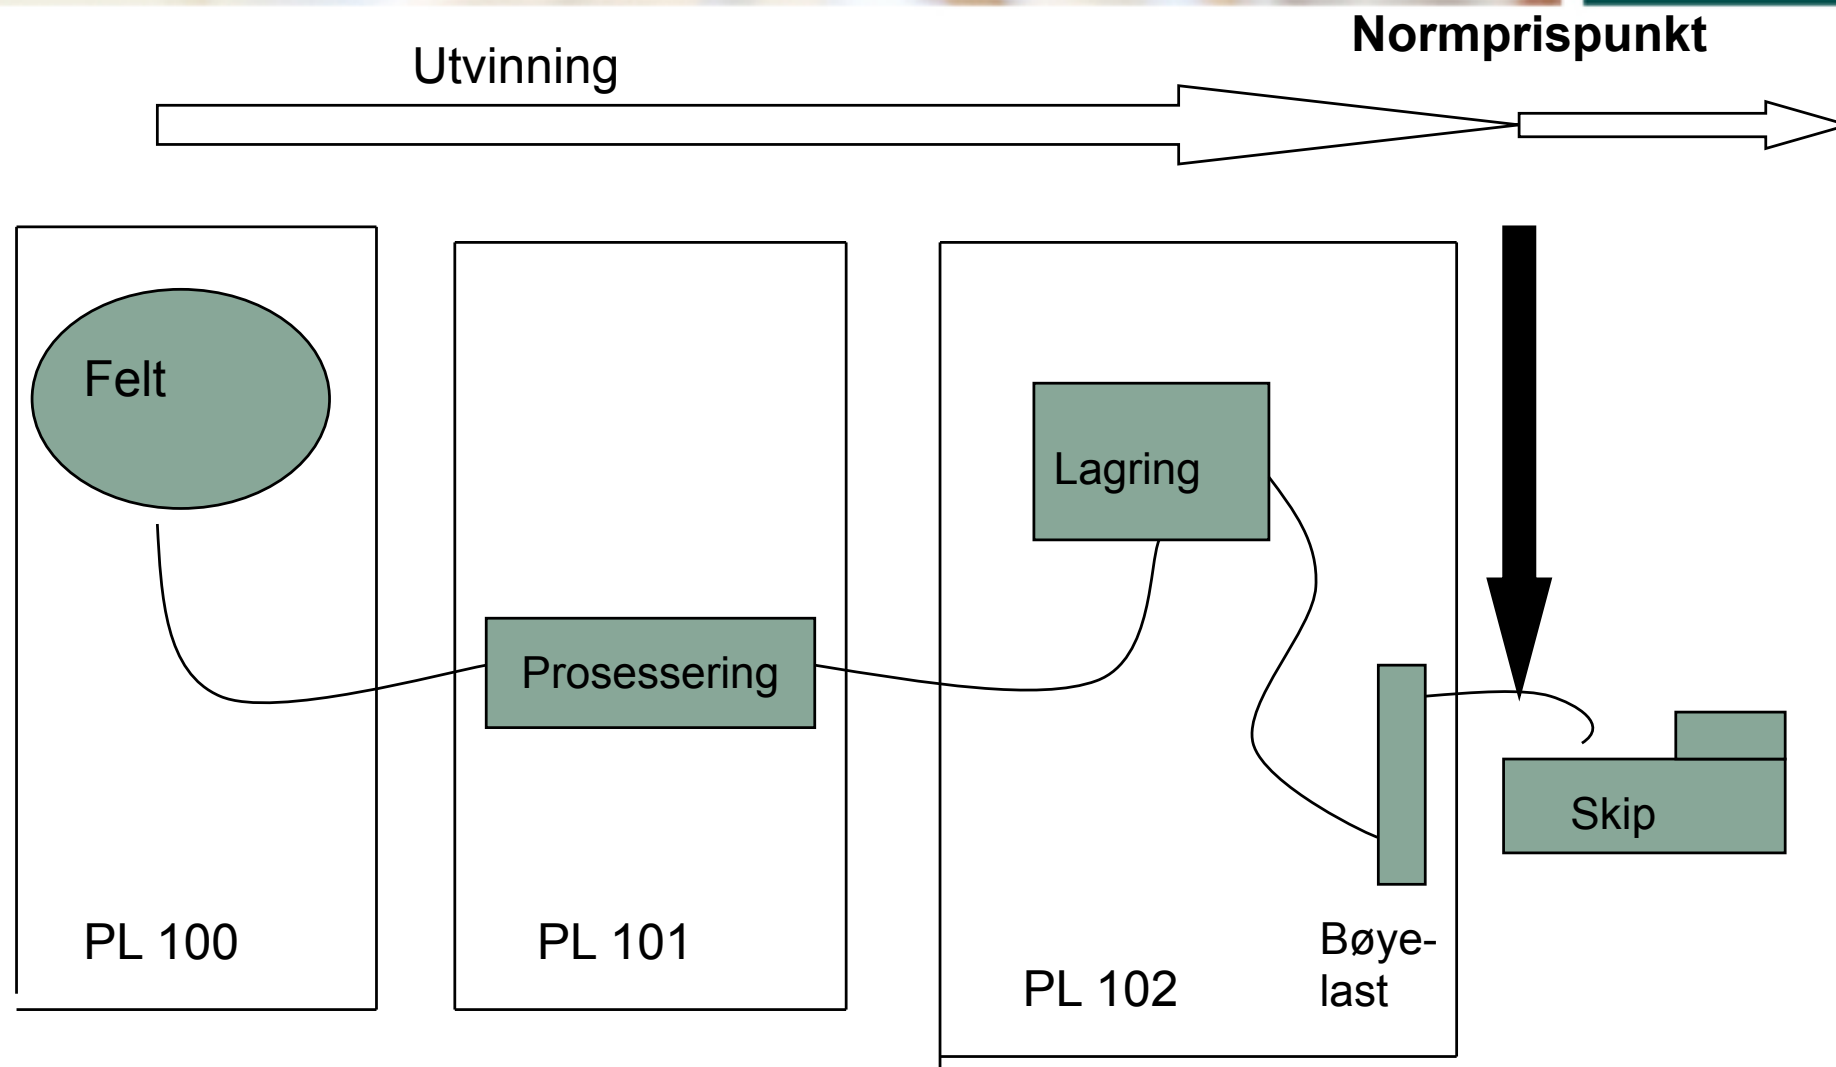 Normprispunkt
Utvinning
Felt
Lagring
Prosessering
Skip
PL 100
PL 101
PL 102
Bøye-
last